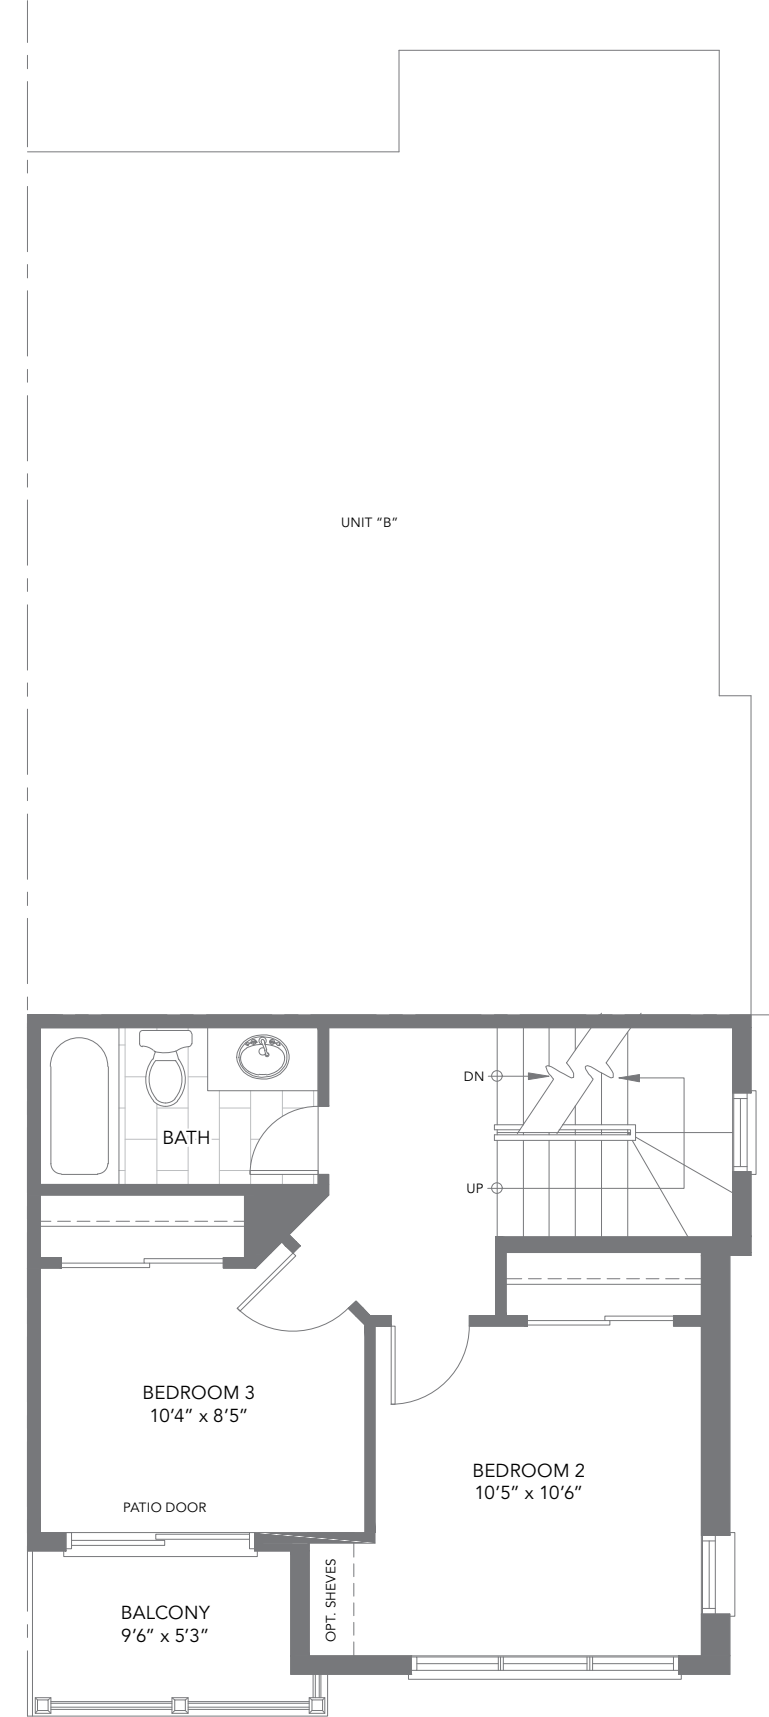 UNIT "B"
DN
BATH
UP
BEDROOM 3
10'4" x 8'5"
BEDROOM 2
10'5" x 10'6"
PATIO DOOR
OPT. SHEVES
BALCONY
9'6" x 5'3"